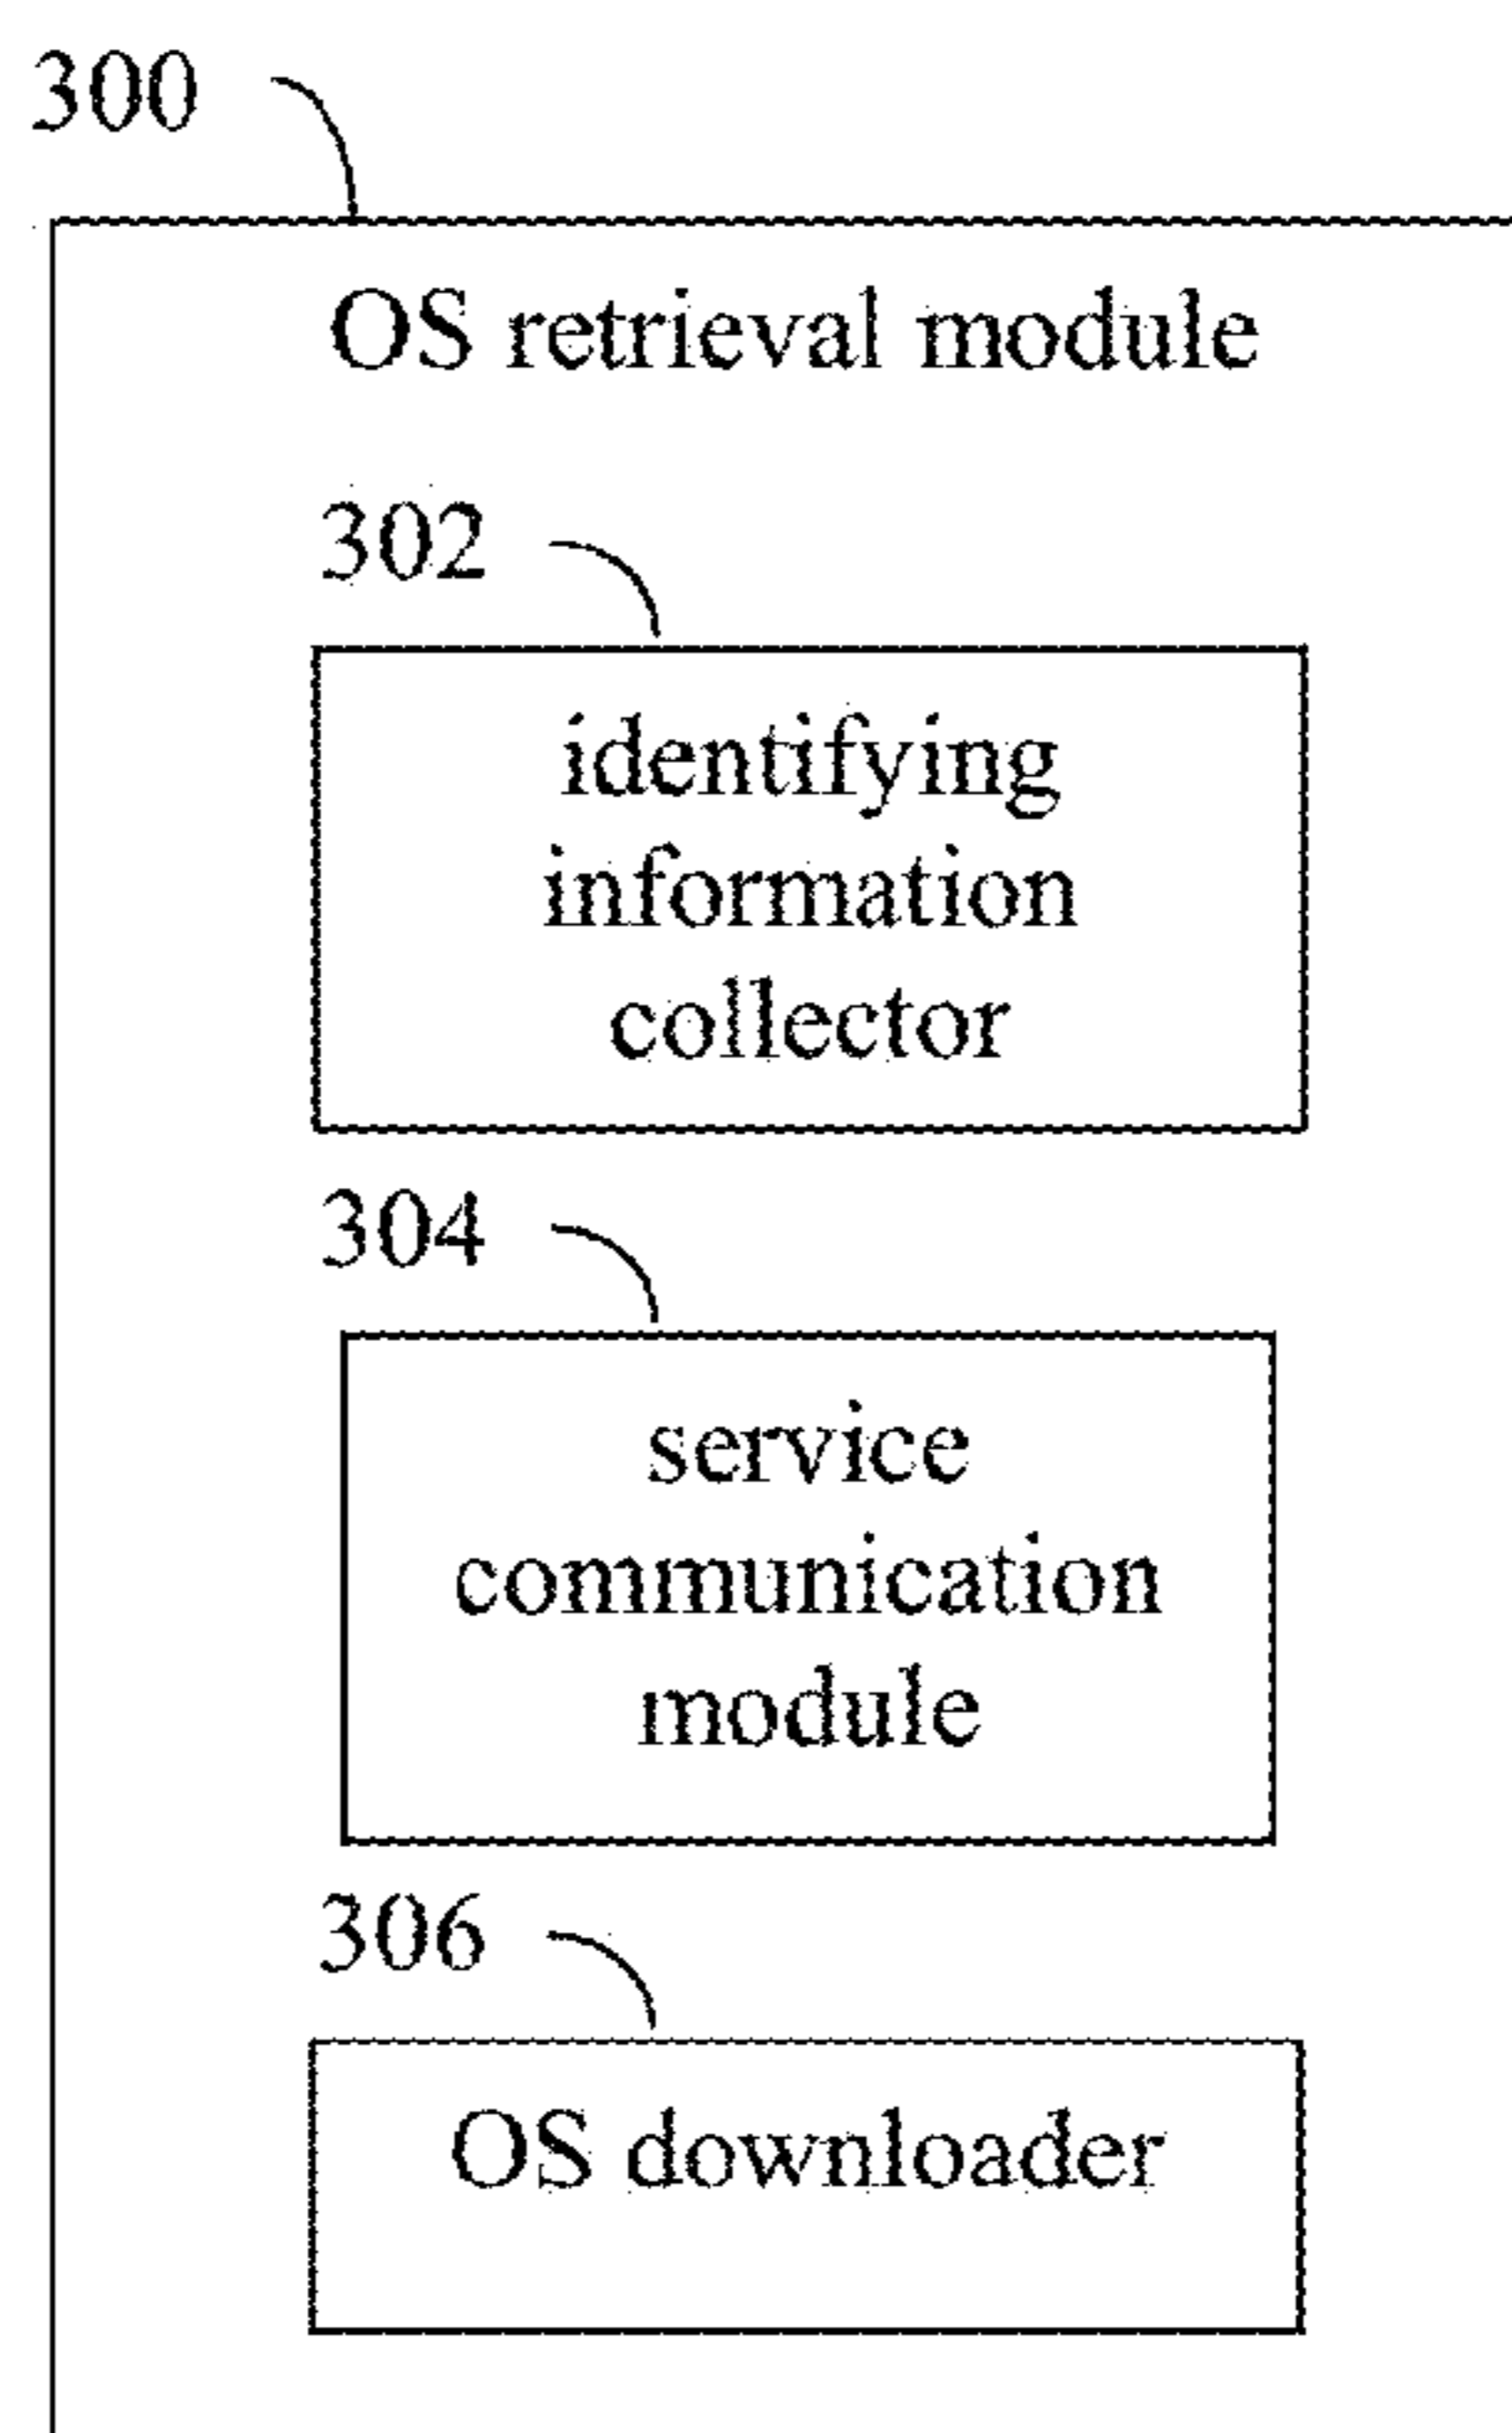 300
OS retrieval module
302
identifying
information
collector
304
service
communication
module
306
OS downloader